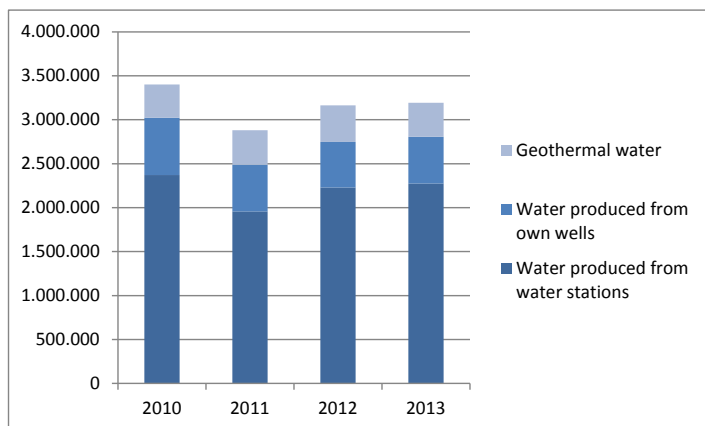 4.000.000
3.500.000
3.000.000
2.500.000
2.000.000
1.500.000
1.000.000
500.000
0
2010 2011 2012 2013
Geothermal water
Water produced from
own wells
Water produced from
water stations